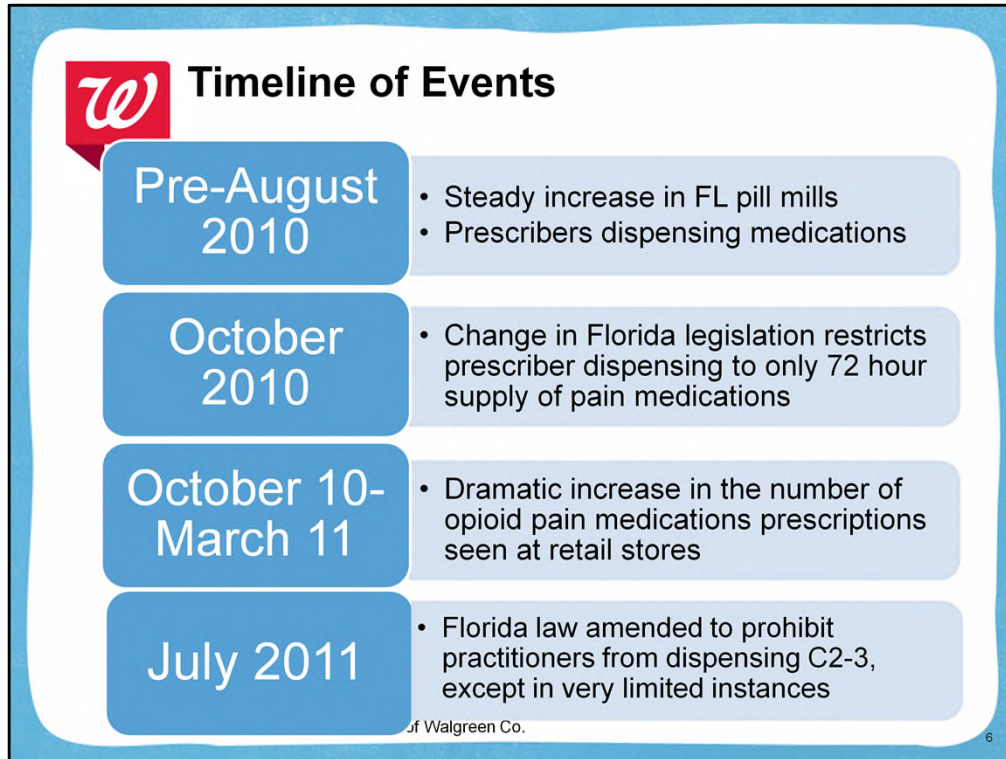 Timeline of Events
Pre-August
2010
• Steady increase in FL pill mills
• Prescribers dispensing medications
October
2010
• Change in Florida legislation restricts
prescriber dispensing to only 72 hour
supply of pain medications
October 10-
March 11
• Dramatic increase in the number of
opioid pain medications prescriptions
seen at retail stores
July 2011
• Florida law amended to prohibit
practitioners from dispensing C2-3,
except in very limited instances
of Walgreen Co.
6